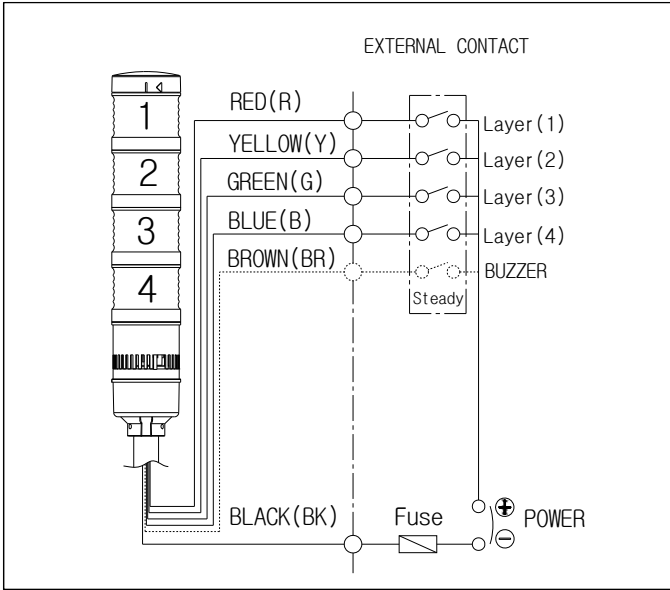 EXTERNAL CONTACT
1
2
3
4
RED(R)
YELLOW(Y)
GREEN(G)
BLUE(B)
BROWN(BR)
Layer(1)
Layer(2)
Layer(3)
Layer(4)
BUZZER
Steady
BLACK(BK)
Fuse
+
−
POWER